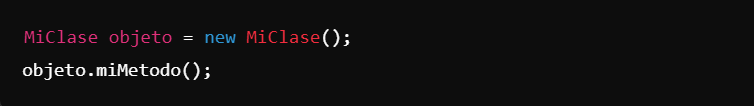 MiClase objeto = new MiClase();
objeto.miMetodo();